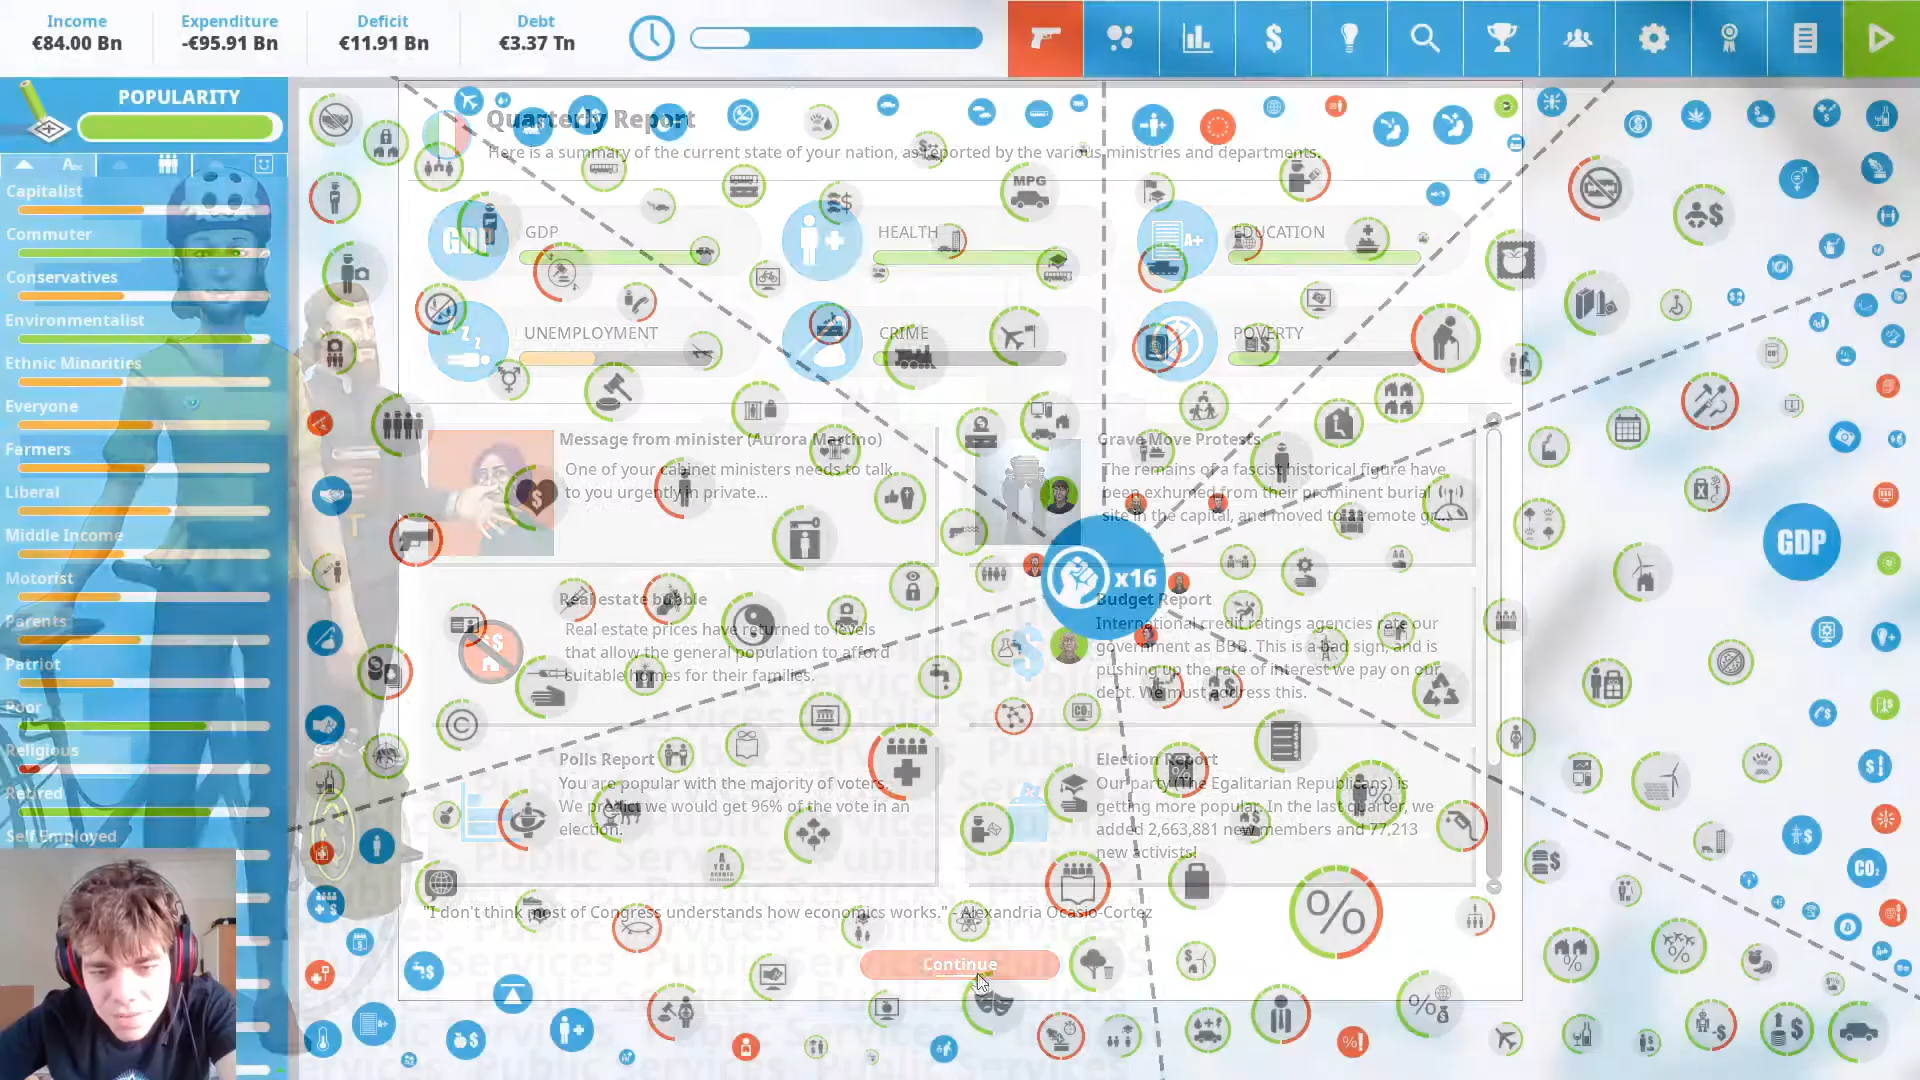 Income
€84.00 Bn
Expenditure
-€95.91 Bn
Deficit
€11.91 Bn
Debt
€3.37 Tn
POPULARITY
Capitalist
Commuter
Conservatives
Environmentalist
Ethnic Minorities
Everyone
Farmers
Liberal
Middle Income
Motorist
Parents
Patriot
Poor
Religious
Retired
Self Employed
Quarterly Report
Here is a summary of the current state of your nation, as reported by the various ministries and departments.
GDP
GDP
HEALTH
EDUCATION
UNEMPLOYMENT
CRIME
POVERTY
MPG
Message from minister (Aurora Martino)
One of your cabinet ministers needs to talk
to you urgently in private...
Grave Move Protests
The remains of a fascist historical figure have
been exhumed from their prominent burial
site in the capital, and moved to a remote gr...
x16
GDP
Real estate bubble
Real estate prices have returned to levels
that allow the general population to afford
suitable homes for their families.
Budget Report
International credit ratings agencies rate our
government as BBB. This is a bad sign, and is
pushing up the rate of interest we pay on our
debt. We must address this.
Polls Report
You are popular with the majority of voters.
We predict we would get 96% of the vote in an
election.
Election Report
Our party (The Egalitarian Republicans) is
getting more popular. In the last quarter, we
added 2,663,881 new members and 77,213
new activists!
CO₂
"I don't think most of Congress understands how economics works." - Alexandria Ocasio-Cortez
Continue
Public Services